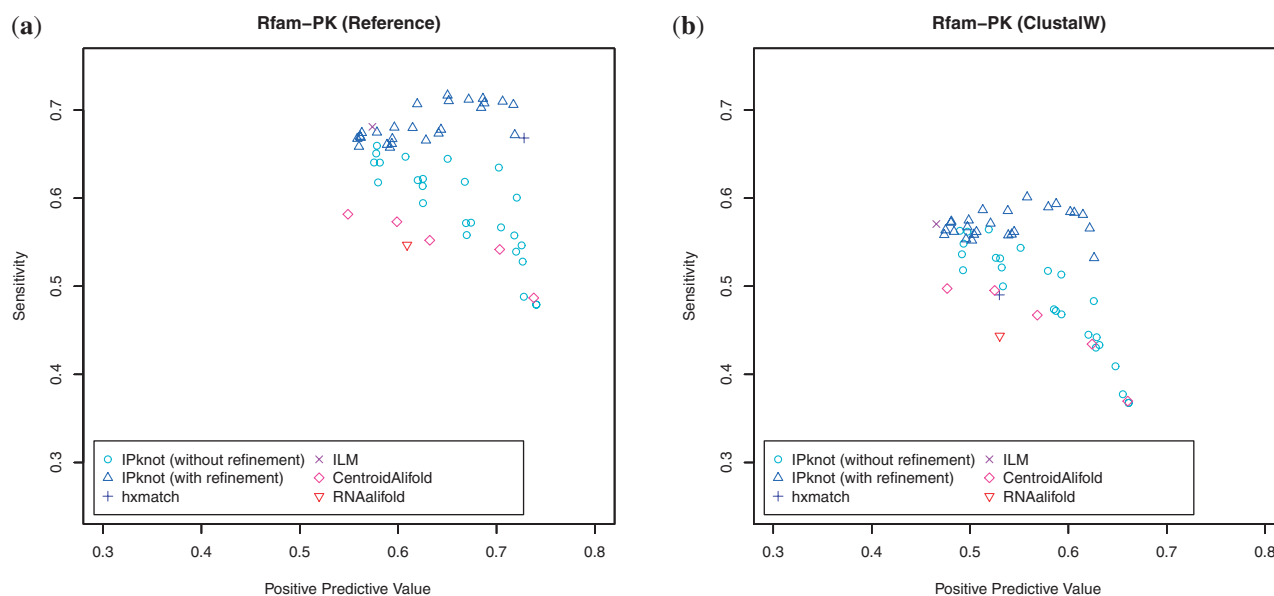 (a)
Rfam−PK (Reference)
Sensitivity
0.7
0.6
0.5
0.4
0.3
IPknot (without refinement)
IPknot (with refinement)
hxmatch
ILM
CentroidAlifold
RNAalifold
0.3 0.4 0.5 0.6 0.7 0.8
Positive Predictive Value
(b)
Rfam−PK (ClustalW)
Sensitivity
0.7
0.6
0.5
0.4
0.3
IPknot (without refinement)
IPknot (with refinement)
hxmatch
ILM
CentroidAlifold
RNAalifold
0.3 0.4 0.5 0.6 0.7 0.8
Positive Predictive Value